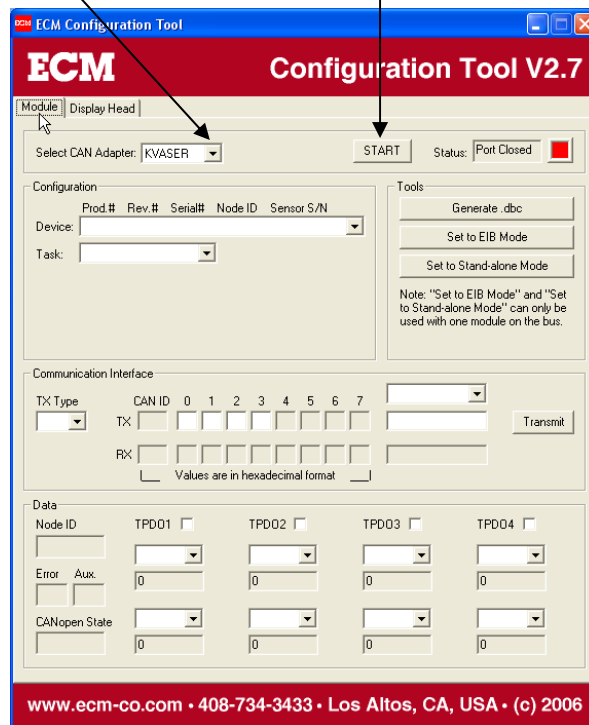 ECM ECM Configuration Tool
ECM Configuration Tool V2.7
Module Display Head
Select CAN Adapter: KVASER START Status: Port Closed
Configuration
Prod.# Rev.# Serial# Node ID Sensor S/N
Device:
Task:
Tools
Generate .dbc
Set to EIB Mode
Set to Stand-alone Mode
Note: "Set to EIB Mode" and "Set
to Stand-alone Mode" can only be
used with one module on the bus.
Communication Interface
TX Type CAN ID 0 1 2 3 4 5 6 7
TX Transmit
RX
Values are in hexadecimal format
Data
Node ID TPDO1 TPDO2 TPDO3 TPDO4
Error Aux. 0 0 0 0
CANopen State
0 0 0 0
www.ecm-co.com • 408-734-3433 • Los Altos, CA, USA • (c) 2006